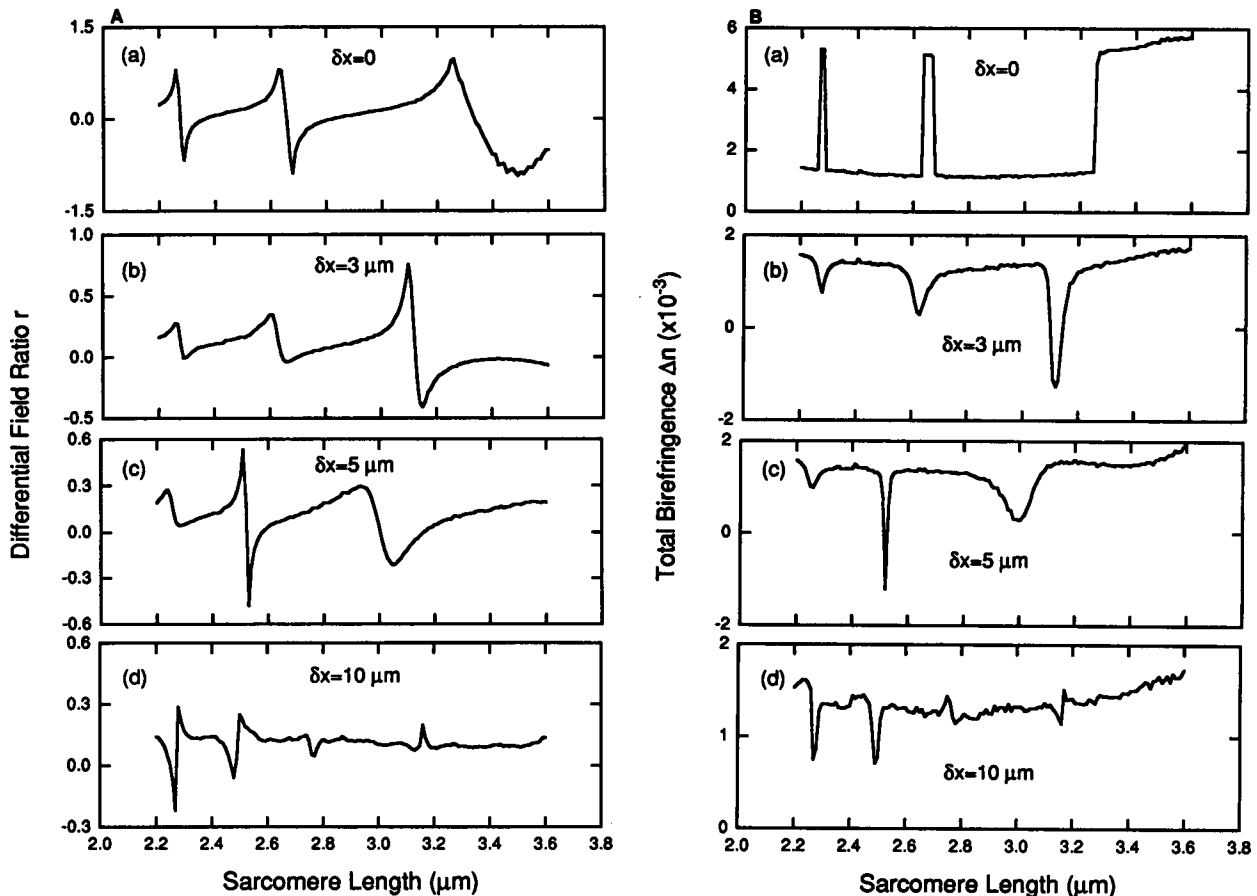 A
Differential Field Ratio r
(a)
δx=0
1.5
0.0
-1.5
(b)
δx=3 μm
1.0
0.5
0.0
-0.5
(c)
δx=5 μm
0.6
0.3
0.0
-0.3
-0.6
(d)
δx=10 μm
0.6
0.3
0.0
-0.3
2.0 2.2 2.4 2.6 2.8 3.0 3.2 3.4 3.6 3.8
Sarcomere Length (μm)
B
Total Birefringence Δn (x10⁻³)
(a)
δx=0
6
4
2
0
(b)
δx=3 μm
2
0
-2
(c)
δx=5 μm
2
0
-2
(d)
δx=10 μm
2
1
0
2.0 2.2 2.4 2.6 2.8 3.0 3.2 3.4 3.6 3.8
Sarcomere Length (μm)